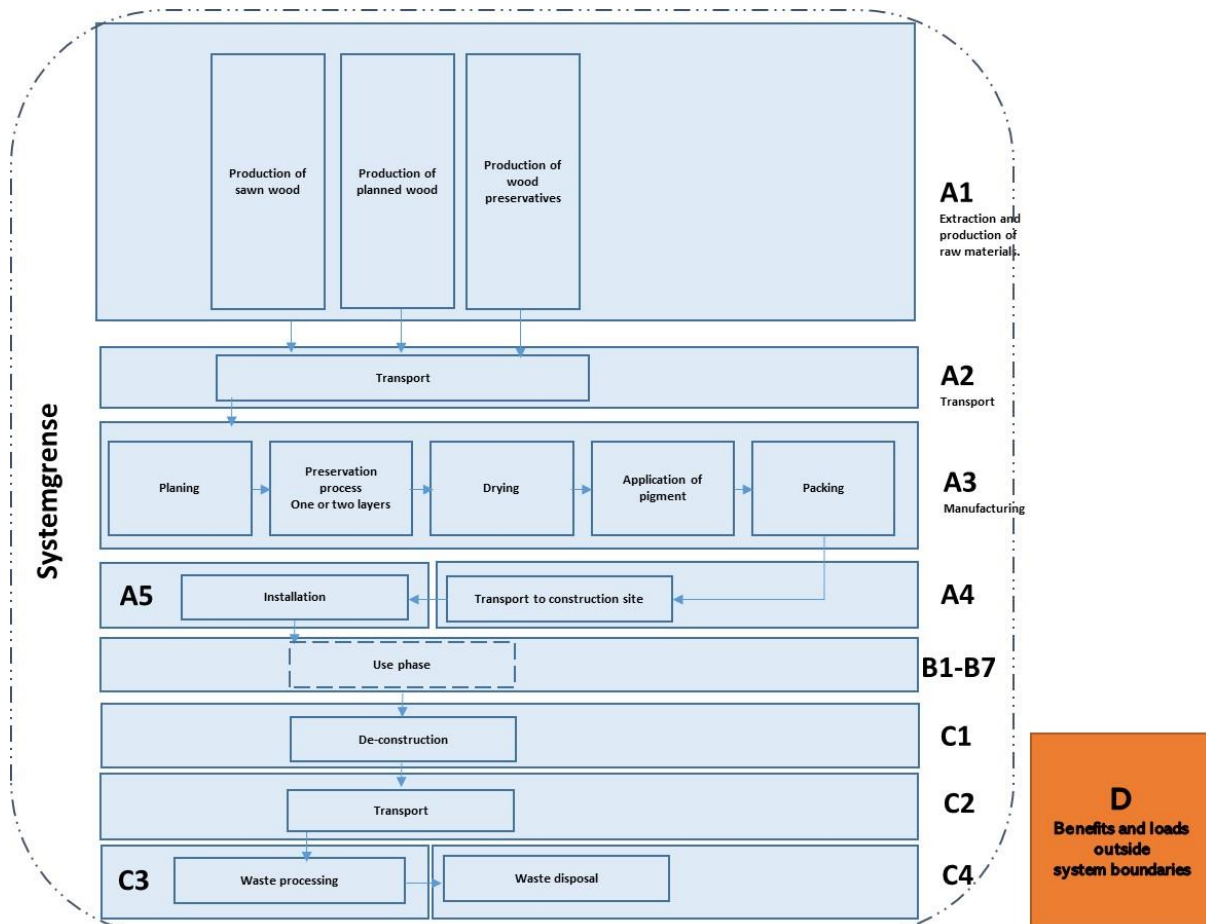 Systemgrense
Production of
sawn wood
Production of
planned wood
Production of
wood
preservatives
A1
Extraction and
production of
raw materials.
Transport
A2
Transport
Planing
Preservation
process
One or two layers
Drying
Application of
pigment
Packing
A3
Manufacturing
A5
Installation
Transport to construction site
A4
Use phase
B1-B7
De-construction
C1
Transport
C2
C3
Waste processing
Waste disposal
C4
D
Benefits and loads
outside
system boundaries